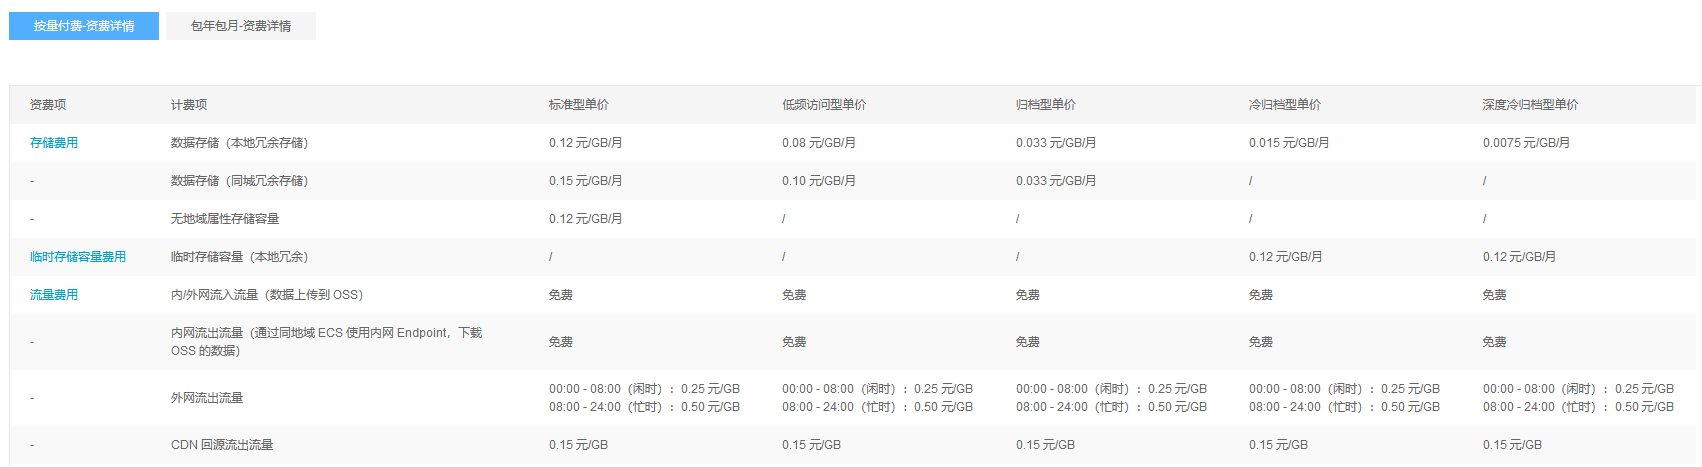 按量付费-资费详情 包年包月-资费详情
资费项 计费项 标准型单价 低频访问型单价 归档型单价 冷归档型单价 深度冷归档型单价
存储费用 数据存储（本地冗余存储） 0.12 元/GB/月 0.08 元/GB/月 0.033 元/GB/月 0.015 元/GB/月 0.0075 元/GB/月
- 数据存储（同城冗余存储） 0.15 元/GB/月 0.10 元/GB/月 0.033 元/GB/月 / /
- 无地域属性存储容量 0.12 元/GB/月 / / / /
临时存储容量费用 临时存储容量（本地冗余） / / / 0.12 元/GB/月 0.12 元/GB/月
流量费用 内/外网流入流量（数据上传到 OSS） 免费 免费 免费 免费 免费
- 内网流出流量（通过同地域 ECS 使用内网 Endpoint，下载
OSS 的数据） 免费 免费 免费 免费 免费
- 外网流出流量 00:00 - 08:00（闲时）：0.25 元/GB 00:00 - 08:00（闲时）：0.25 元/GB 00:00 - 08:00（闲时）：0.25 元/GB 00:00 - 08:00（闲时）：0.25 元/GB 00:00 - 08:00（闲时）：0.25 元/GB
08:00 - 24:00（忙时）：0.50 元/GB 08:00 - 24:00（忙时）：0.50 元/GB 08:00 - 24:00（忙时）：0.50 元/GB 08:00 - 24:00（忙时）：0.50 元/GB 08:00 - 24:00（忙时）：0.50 元/GB
- CDN 回源流出流量 0.15 元/GB 0.15 元/GB 0.15 元/GB 0.15 元/GB 0.15 元/GB